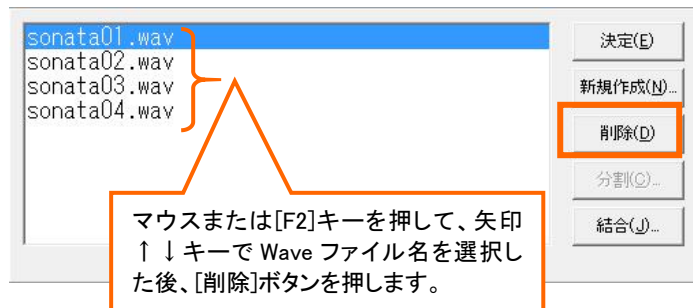 sonata01.wav
sonata02.wav
sonata03.wav
sonata04.wav
決定(E)
新規作成(N)...
削除(D)
分割(C)...
結合(J)...
マウスまたは[F2]キーを押して、矢印
↑↓キーで Wave ファイル名を選択し
た後、[削除]ボタンを押します。